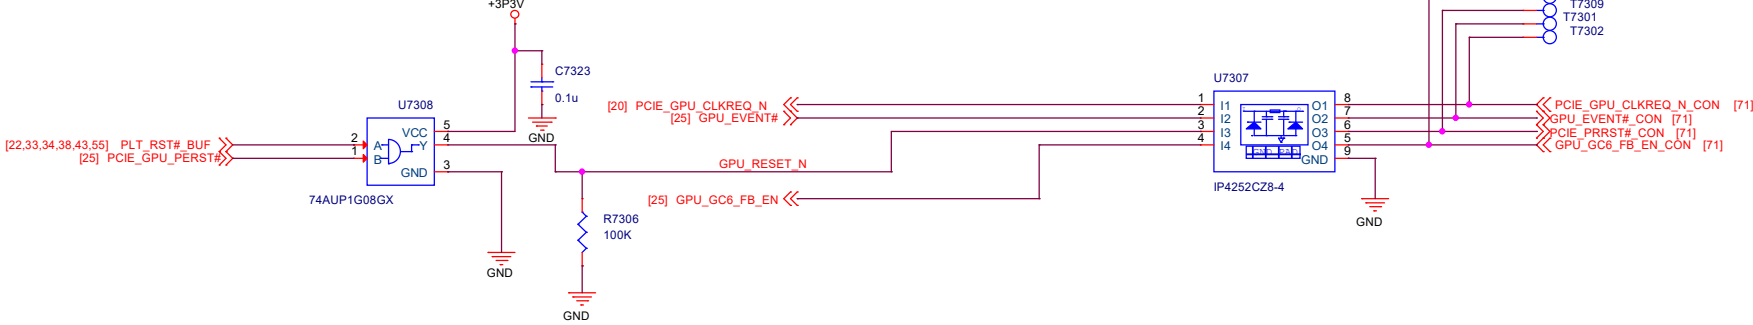 +3P3V
T7309
T7301
T7302
C7323
0.1u
GND
U7308
VCC
5
[22,33,34,38,43,55] PLT_RST#_BUF
2
A
Y
4
[25] PCIE_GPU_PERST#
1
B
GND
3
74AUP1G08GX
GND
GPU_RESET_N
R7306
100K
GND
U7307
[20] PCIE_GPU_CLKREQ_N
1
I1
O1
8
PCIE_GPU_CLKREQ_N_CON [71]
[25] GPU_EVENT#
2
I2
O2
7
GPU_EVENT#_CON [71]
3
I3
O3
6
PCIE_PRRST#_CON [71]
4
I4
O4
5
GPU_GC6_FB_EN_CON [71]
GND
9
[25] GPU_GC6_FB_EN
IP4252CZ8-4
GND